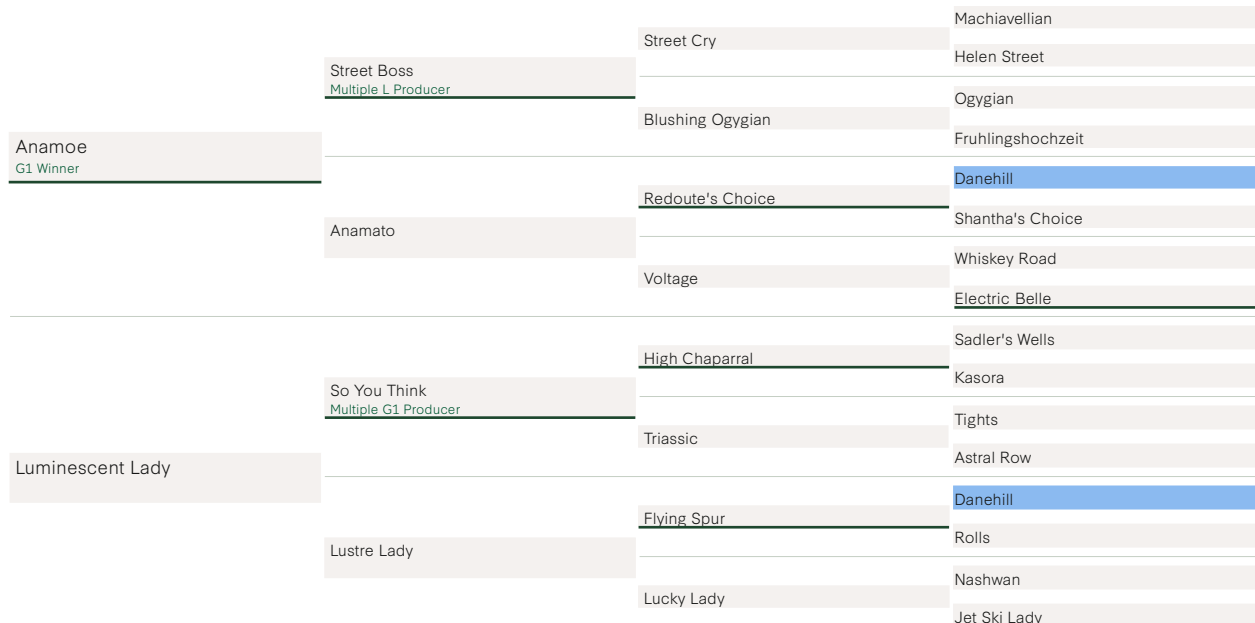 Anamoe
G1 Winner
Luminescent Lady
Street Boss
Multiple L Producer
Anamato
So You Think
Multiple G1 Producer
Lustre Lady
Street Cry
Blushing Ogygian
Redoute's Choice
Voltage
High Chaparral
Triassic
Flying Spur
Lucky Lady
Machiavellian
Helen Street
Ogygian
Fruhlingshochzeit
Danehill
Shantha's Choice
Whiskey Road
Electric Belle
Sadler's Wells
Kasora
Tights
Astral Row
Danehill
Rolls
Nashwan
Jet Ski Lady